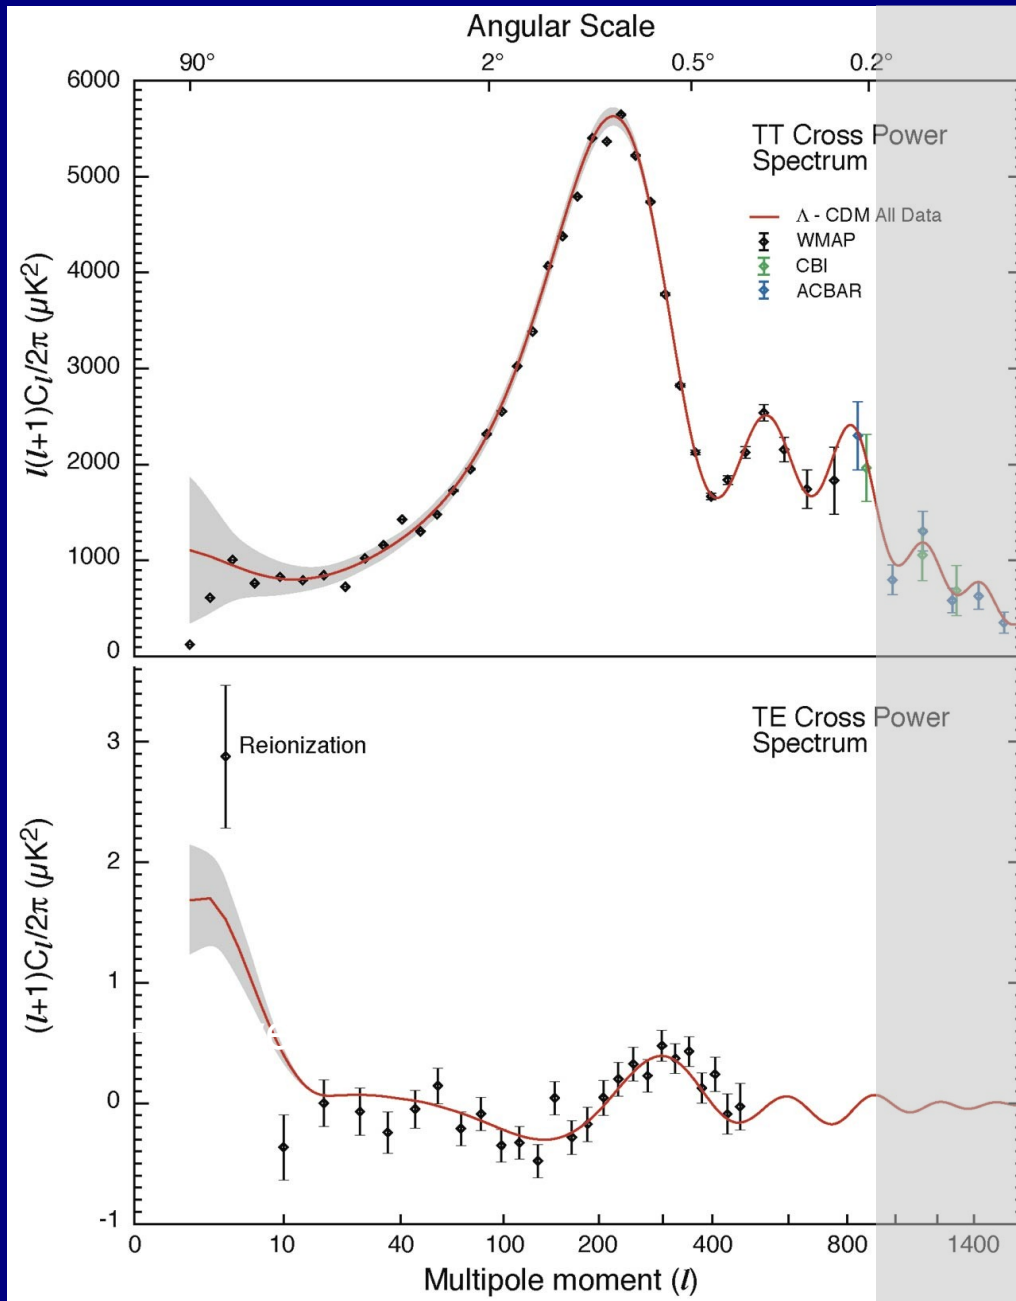 Angular Scale
90° 2° 0.5° 0.2°
6000
5000
4000
3000
2000
1000
0
l(l+1)Cl/2π (μK²)
TT Cross Power
Spectrum
Λ - CDM All Data
WMAP
CBI
ACBAR
3
2
1
0
-1
(l+1)Cl/2π (μK²)
Reionization
TE Cross Power
Spectrum
0 10 40 100 200 400 800 1400
Multipole moment (l)